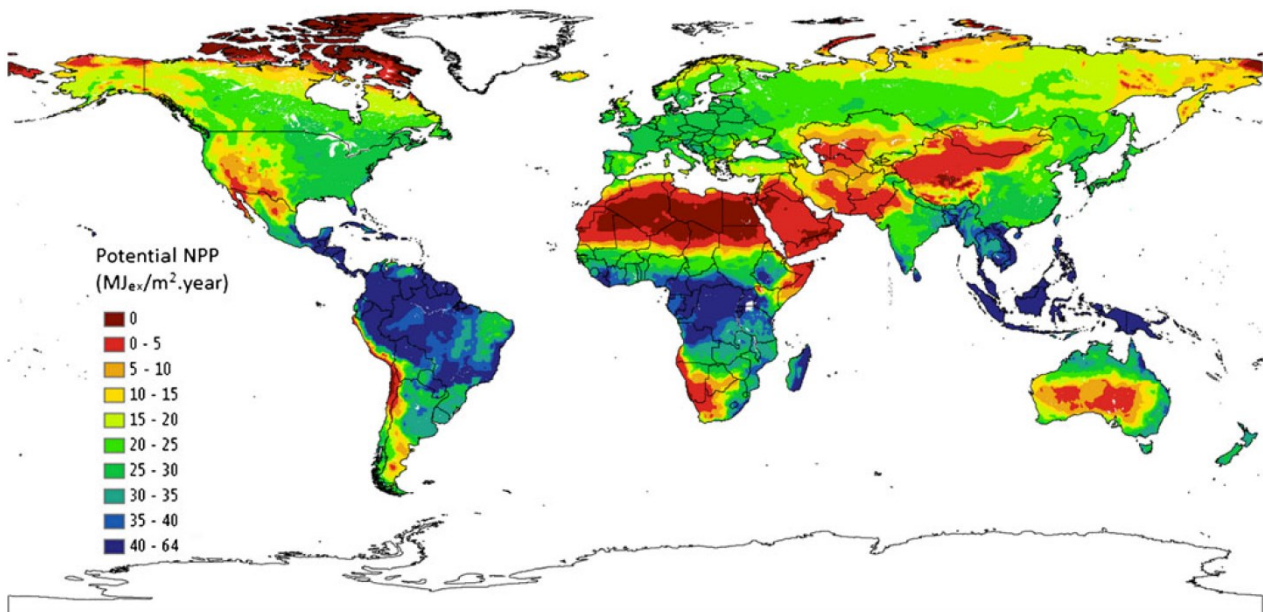 Potential NPP
(MJₑₓ/m².year)
0
0 - 5
5 - 10
10 - 15
15 - 20
20 - 25
25 - 30
30 - 35
35 - 40
40 - 64